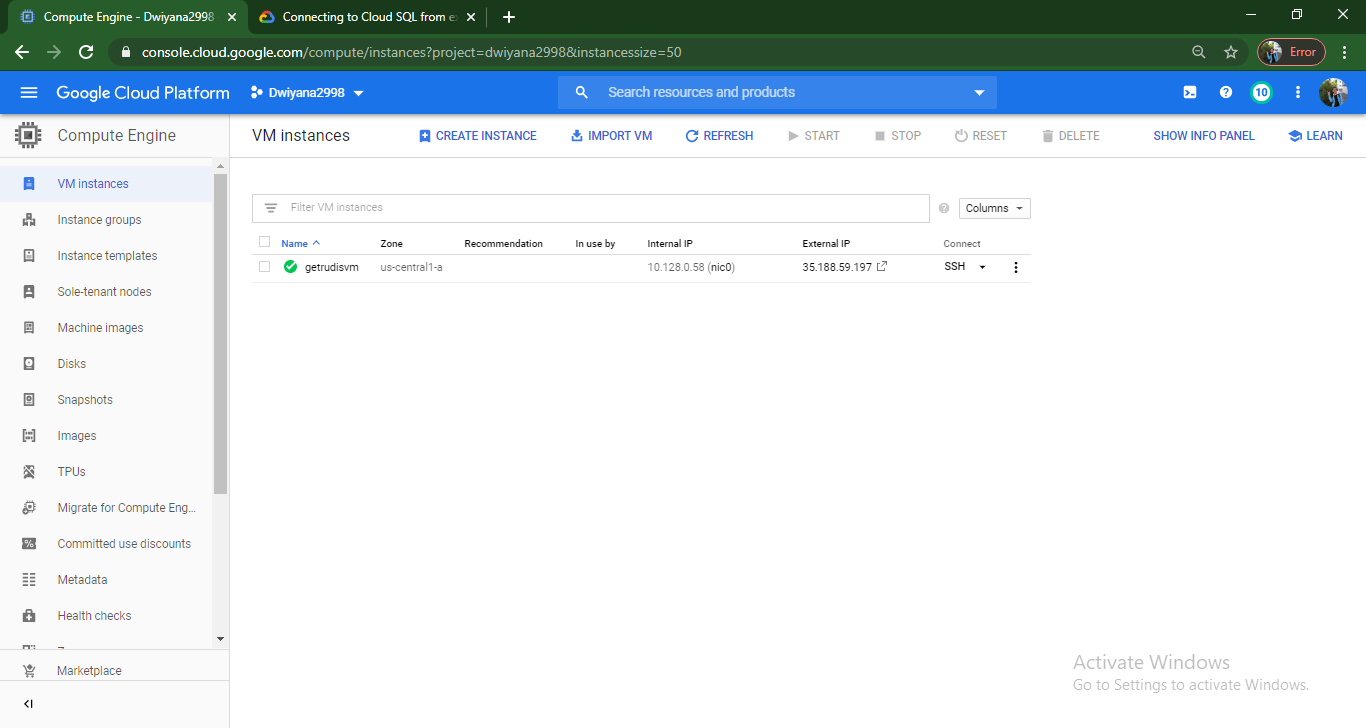 Compute Engine - Dwiyana2998
Connecting to Cloud SQL from e
console.cloud.google.com/compute/instances?project=dwiyana2998&instancessize=50
Error
Google Cloud Platform
Dwiyana2998
Search resources and products
10
Compute Engine
VM instances
CREATE INSTANCE
IMPORT VM
REFRESH
START
STOP
RESET
DELETE
SHOW INFO PANEL
LEARN
VM instances
Instance groups
Instance templates
Sole-tenant nodes
Machine images
Disks
Snapshots
Images
TPUs
Migrate for Compute Eng...
Committed use discounts
Metadata
Health checks
Marketplace
Filter VM instances
Columns
Name Zone Recommendation In use by Internal IP External IP Connect
getrudisvm us-central1-a 10.128.0.58 (nic0) 35.188.59.197 SSH
Activate Windows
Go to Settings to activate Windows.